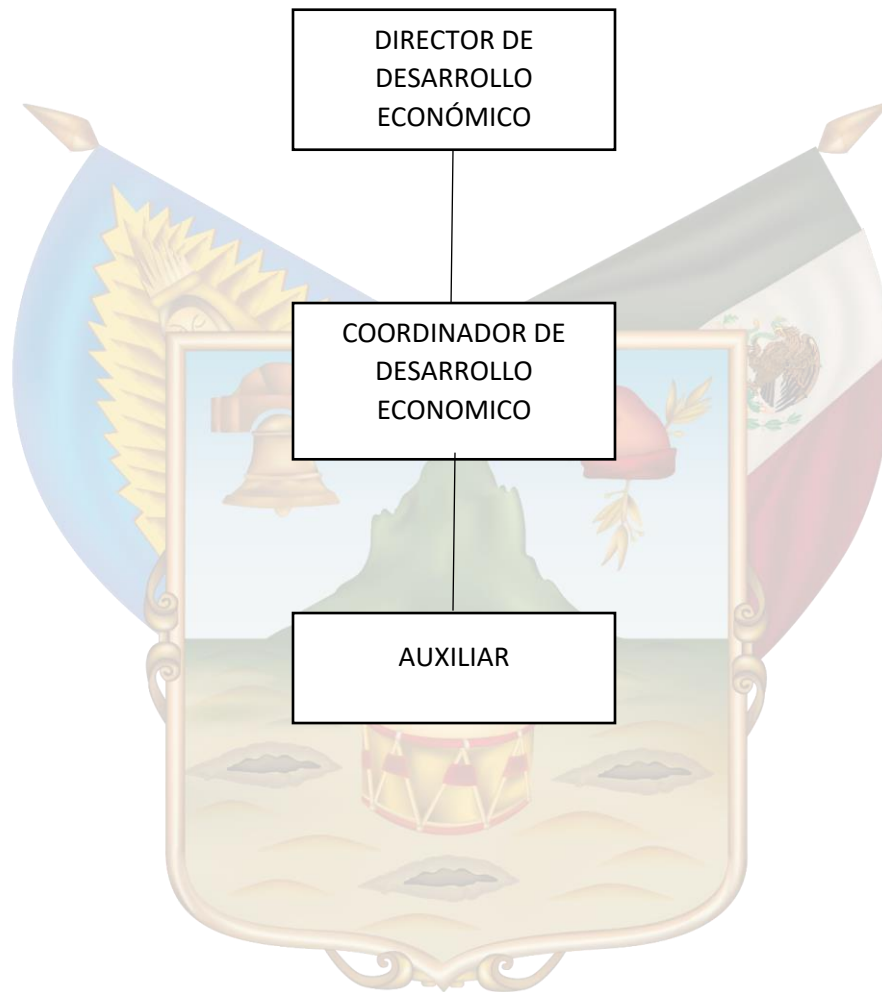 DIRECTOR DE
DESARROLLO
ECONÓMICO
COORDINADOR DE
DESARROLLO
ECONOMICO
AUXILIAR